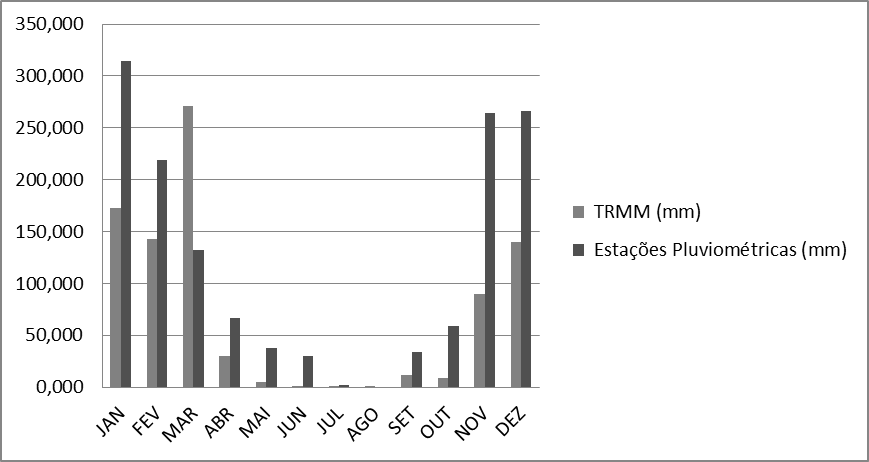 350,000
300,000
250,000
200,000
150,000
100,000
50,000
0,000
JAN FEV MAR ABR MAI JUN JUL AGO SET OUT NOV DEZ
TRMM (mm)
Estações Pluviométricas (mm)